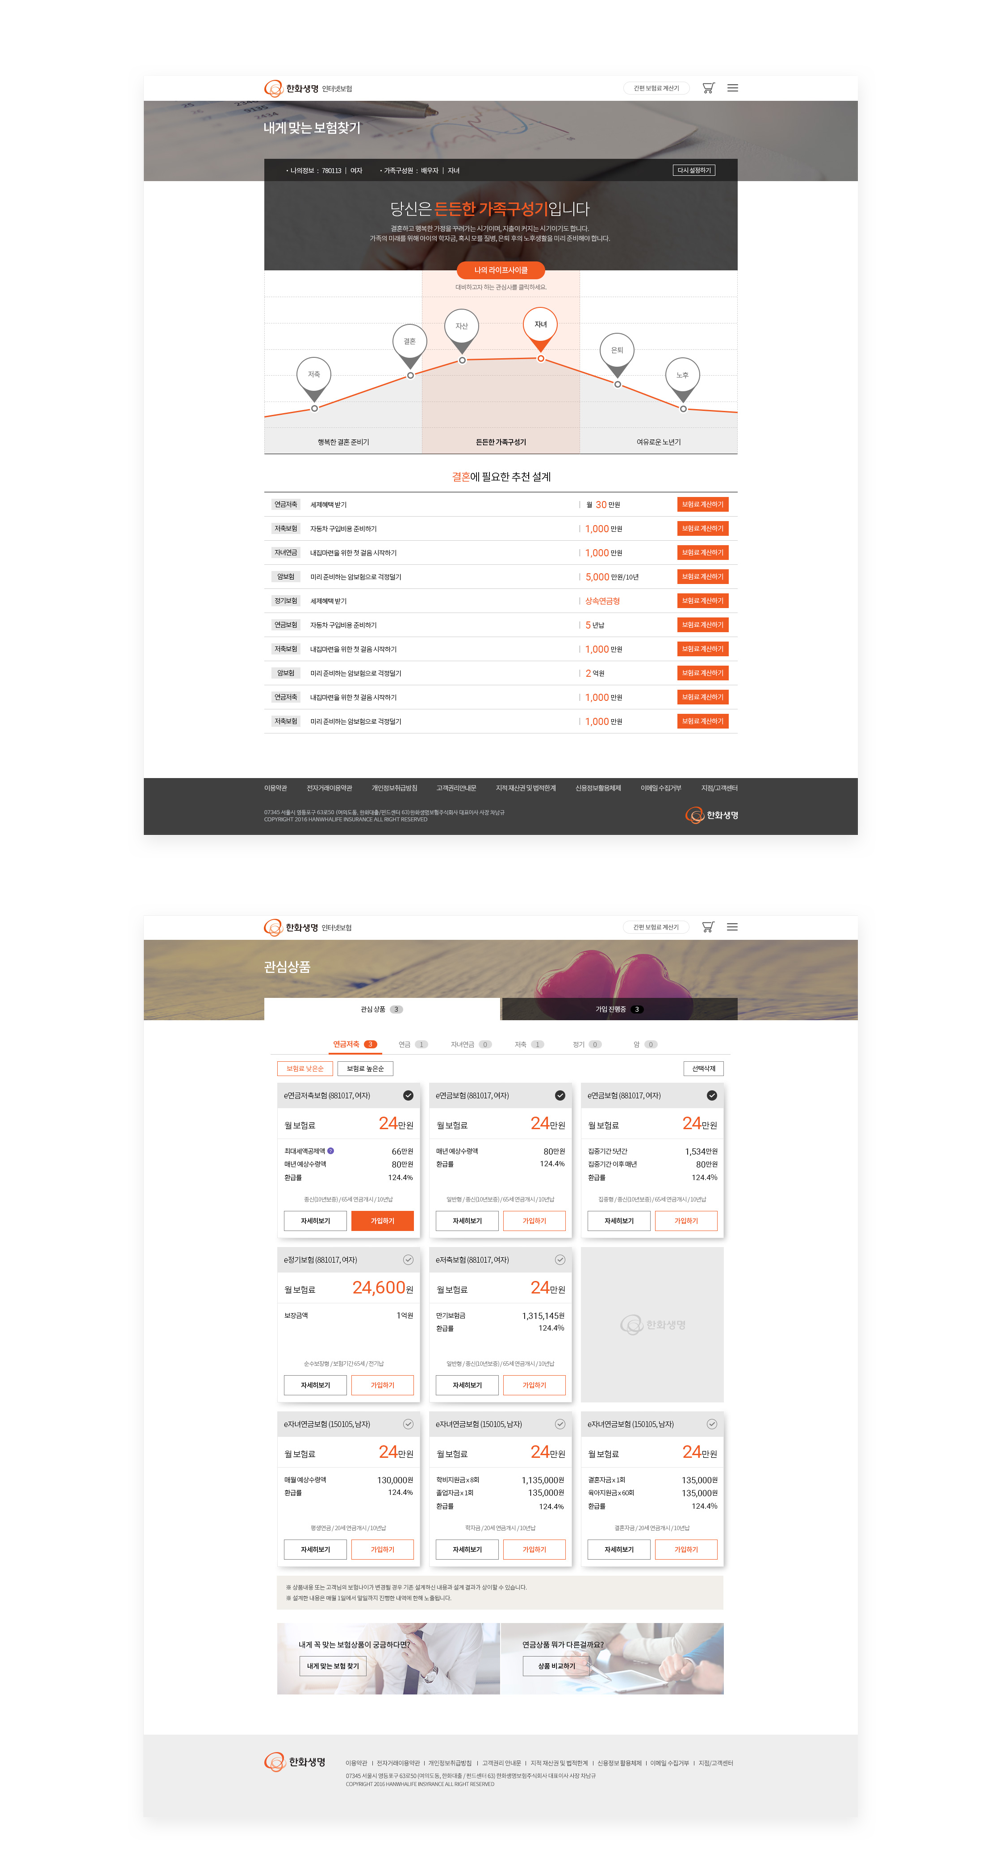 한화생명 인터넷보험 간편 보험료 계산기
내게 맞는 보험찾기
• 나의정보 : 780113 | 여자 • 가족구성원 : 배우자 | 자녀 다시 설정하기
당신은 든든한 가족구성기입니다
결혼하고 행복한 가정을 꾸려가는 시기이며, 지출이 커지는 시기이기도 합니다.
가족의 미래를 위해 아이의 학자금, 혹시 모를 질병, 은퇴 후의 노후생활을 미리 준비해야 합니다.
나의 라이프사이클
대비하고자 하는 관심사를 클릭하세요.
저축 결혼 자산 자녀 은퇴 노후
행복한 결혼 준비기 든든한 가족구성기 여유로운 노년기
결혼에 필요한 추천 설계
연금저축 세제혜택 받기 | 월 30 만원 보험료 계산하기
저축보험 자동차 구입비용 준비하기 | 1,000 만원 보험료 계산하기
자녀연금 내집마련을 위한 첫 걸음 시작하기 | 1,000 만원 보험료 계산하기
암보험 미리 준비하는 암보험으로 걱정덜기 | 5,000 만원/10년 보험료 계산하기
정기보험 세제혜택 받기 | 상속연금형 보험료 계산하기
연금보험 자동차 구입비용 준비하기 | 5 년납 보험료 계산하기
저축보험 내집마련을 위한 첫 걸음 시작하기 | 1,000 만원 보험료 계산하기
암보험 미리 준비하는 암보험으로 걱정덜기 | 2 억원 보험료 계산하기
연금저축 내집마련을 위한 첫 걸음 시작하기 | 1,000 만원 보험료 계산하기
저축보험 미리 준비하는 암보험으로 걱정덜기 | 1,000 만원 보험료 계산하기
이용약관 전자거래이용약관 개인정보취급방침 고객권리안내문 지적 재산권 및 법적한계 신용정보활용체제 이메일 수집거부 지점/고객센터
07345 서울시 영등포구 63로50 (여의도동, 한화대출/펀드센터 63)한화생명보험주식회사 대표이사 사장 차남규
COPYRIGHT 2016 HANWHALIFE INSURANCE ALL RIGHT RESERVED
한화생명
한화생명 인터넷보험 간편 보험료 계산기
관심상품
관심 상품 3 가입 진행중 3
연금저축 3 연금 1 자녀연금 0 저축 1 정기 0 암 0
보험료 낮은순 보험료 높은순 선택삭제
e연금저축보험 (881017, 여자)
월 보험료 24만원
최대세액공제액 ? 66만원
매년 예상수령액 80만원
환급률 124.4%
종신(10년보증) / 65세 연금개시 / 10년납
자세히보기 가입하기
e연금보험 (881017, 여자)
월 보험료 24만원
매년 예상수령액 80만원
환급률 124.4%
일반형 / 종신(10년보증) / 65세 연금개시 / 10년납
자세히보기 가입하기
e연금보험 (881017, 여자)
월 보험료 24만원
집중기간 5년간 1,534만원
집중기간 이후 매년 80만원
환급률 124.4%
집중형 / 종신(10년보증) / 65세 연금개시 / 10년납
자세히보기 가입하기
e정기보험 (881017, 여자)
월 보험료 24,600원
보장금액 1억원
순수보장형 / 보험기간 65세 / 전기납
자세히보기 가입하기
e저축보험 (881017, 여자)
월 보험료 24만원
만기보험금 1,315,145원
환급률 124.4%
일반형 / 종신(10년보증) / 65세 연금개시 / 10년납
자세히보기 가입하기
한화생명
e자녀연금보험 (150105, 남자)
월 보험료 24만원
매월 예상수령액 130,000원
환급률 124.4%
평생연금 / 20세 연금개시 / 10년납
자세히보기 가입하기
e자녀연금보험 (150105, 남자)
월 보험료 24만원
학비지원금 x 8회 1,135,000원
졸업자금 x 1회 135,000원
환급률 124.4%
학자금 / 20세 연금개시 / 10년납
자세히보기 가입하기
e자녀연금보험 (150105, 남자)
월 보험료 24만원
결혼자금 x 1회 135,000원
육아지원금 x 60회 135,000원
환급률 124.4%
결혼자금 / 20세 연금개시 / 10년납
자세히보기 가입하기
※ 상품내용 또는 고객님의 보험나이가 변경될 경우 기존 설계하신 내용과 설계 결과가 상이할 수 있습니다.
※ 설계한 내용은 매월 1일에서 말일까지 진행한 내역에 한해 노출됩니다.
내게 꼭 맞는 보험상품이 궁금하다면?
내게 맞는 보험 찾기
연금상품 뭐가 다른걸까요?
상품 비교하기
한화생명
이용약관 | 전자거래이용약관 | 개인정보취급방침 | 고객권리 안내문 | 지적 재산권 및 법적한계 | 신용정보 활용체제 | 이메일 수집거부 | 지점/고객센터
07345 서울시 영등포구 63로50 (여의도동, 한화대출 / 펀드센터 63) 한화생명보험주식회사 대표이사 사장 차남규
COPYRIGHT 2016 HANWHALIFE INSYRANCE ALL RIGHT RESERVED